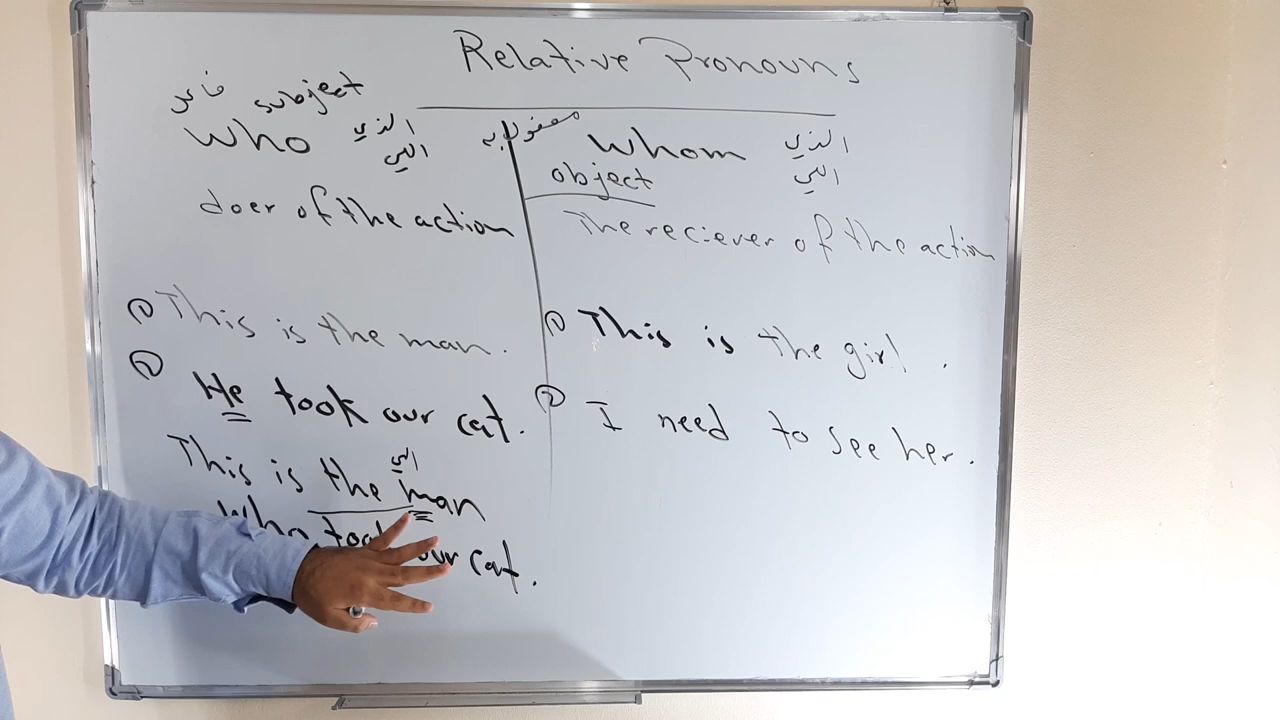 Relative Pronouns
فاعل subject
who الذي
التي
doer of the action
① This is the man.
② He took our cat.
This is the man
التي
who took our cat.
مفعول به whom الذي
التي
object
The reciever of the action
① This is the girl.
② I need to see her.